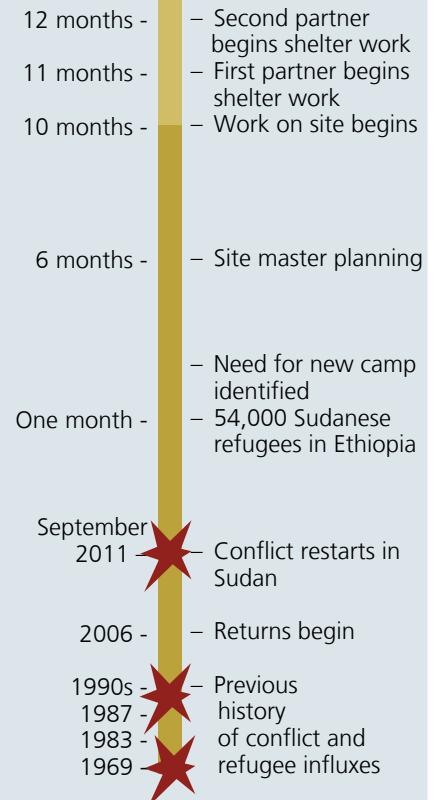 12 months - – Second partner
begins shelter work
11 months - – First partner begins
shelter work
10 months - – Work on site begins
6 months - – Site master planning
– Need for new camp
identified
One month - – 54,000 Sudanese
refugees in Ethiopia
September
2011 - – Conflict restarts in
Sudan
2006 - – Returns begin
1990s - – Previous
1987 - history
1983 - of conflict and
1969 - refugee influxes